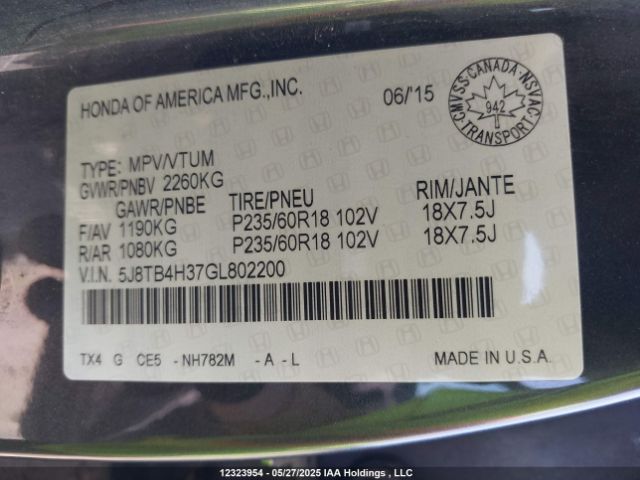 HONDA OF AMERICA MFG.,INC.
06/'15
CMVSS·CANADA·NSVAC
942
TRANSPORT
TYPE: MPV/VTUM
GVWR/PNBV 2260KG
GAWR/PNBE TIRE/PNEU RIM/JANTE
F/AV 1190KG P235/60R18 102V 18X7.5J
R/AR 1080KG P235/60R18 102V 18X7.5J
V.I.N. 5J8TB4H37GL802200
TX4 G CE5 -NH782M -A-L MADE IN U.S.A.
12323954 - 05/27/2025 IAA Holdings , LLC